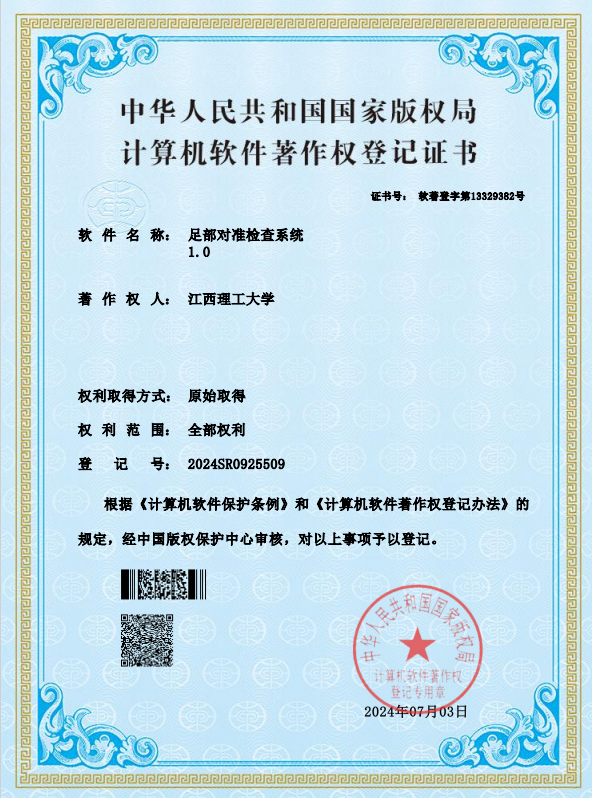 中华人民共和国国家版权局
计算机软件著作权登记证书
证书号： 软著登字第13329382号
软件名称： 足部对准检查系统
1.0
著作权人： 江西理工大学
权利取得方式： 原始取得
权利范围： 全部权利
登记号： 2024SR0925509
根据《计算机软件保护条例》和《计算机软件著作权登记办法》的
规定，经中国版权保护中心审核，对以上事项予以登记。
中华人民共和国国家版权局
计算机软件著作权
登记专用章
2024年07月03日